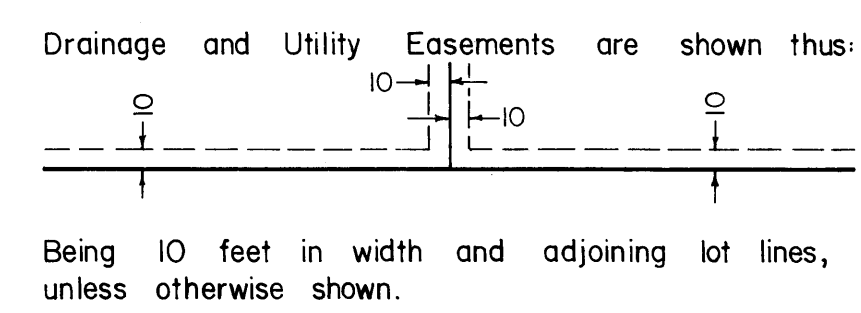 Drainage and Utility Easements are shown thus:
10
10
10
10
Being 10 feet in width and adjoining lot lines,
unless otherwise shown.